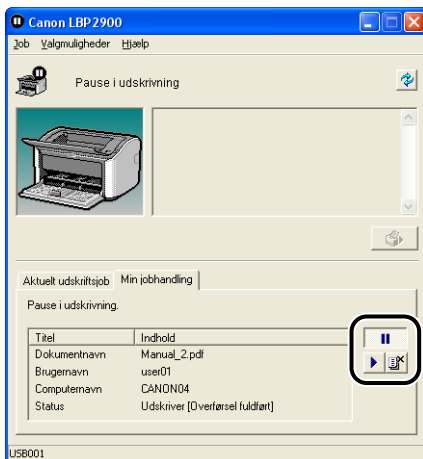 Canon LBP2900
Job Valgmuligheder Hjælp
Pause i udskrivning
Aktuelt udskriftsjob Min jobhandling
Pause i udskrivning.
Titel Indhold
Dokumentnavn Manual_2.pdf
Brugernavn user01
Computernavn CANON04
Status Udskriver [Overførsel fuldført]
USB001